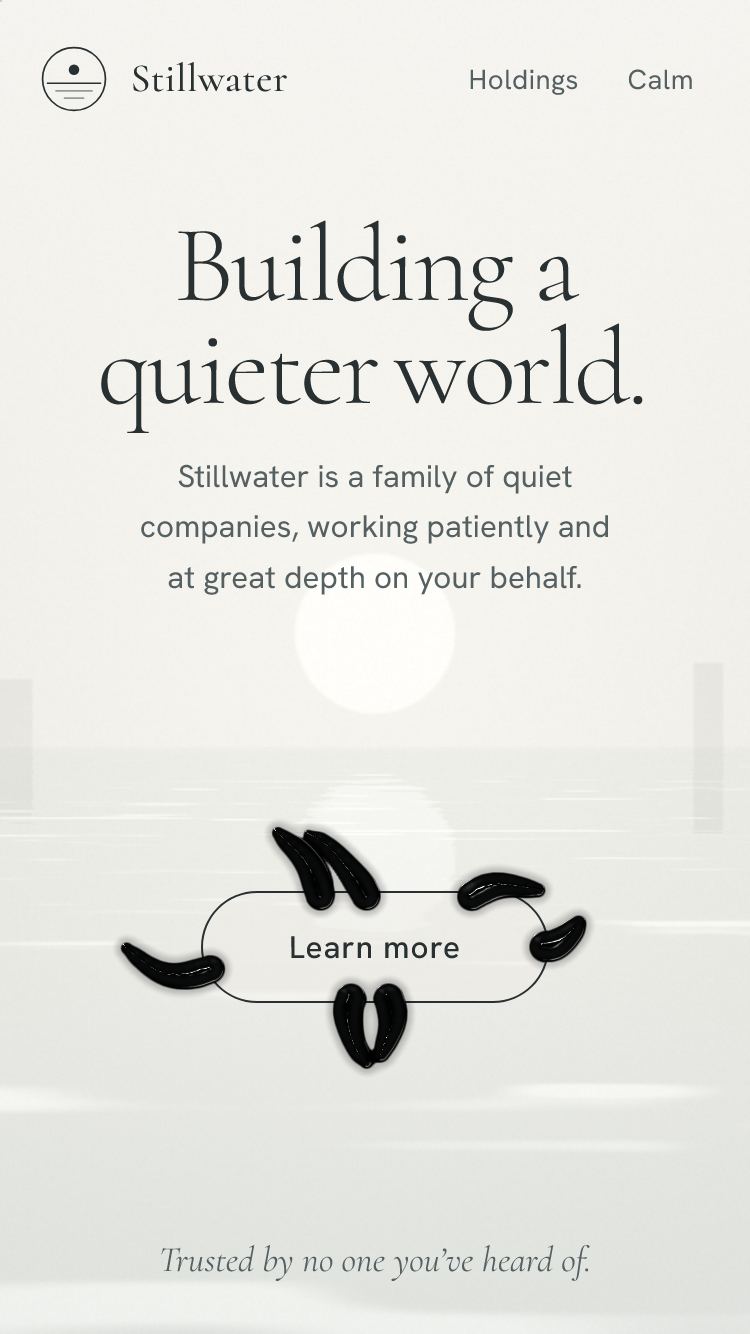 Stillwater
Holdings
Calm
Building a
quieter world.
Stillwater is a family of quiet
companies, working patiently and
at great depth on your behalf.
Learn more
Trusted by no one you’ve heard of.